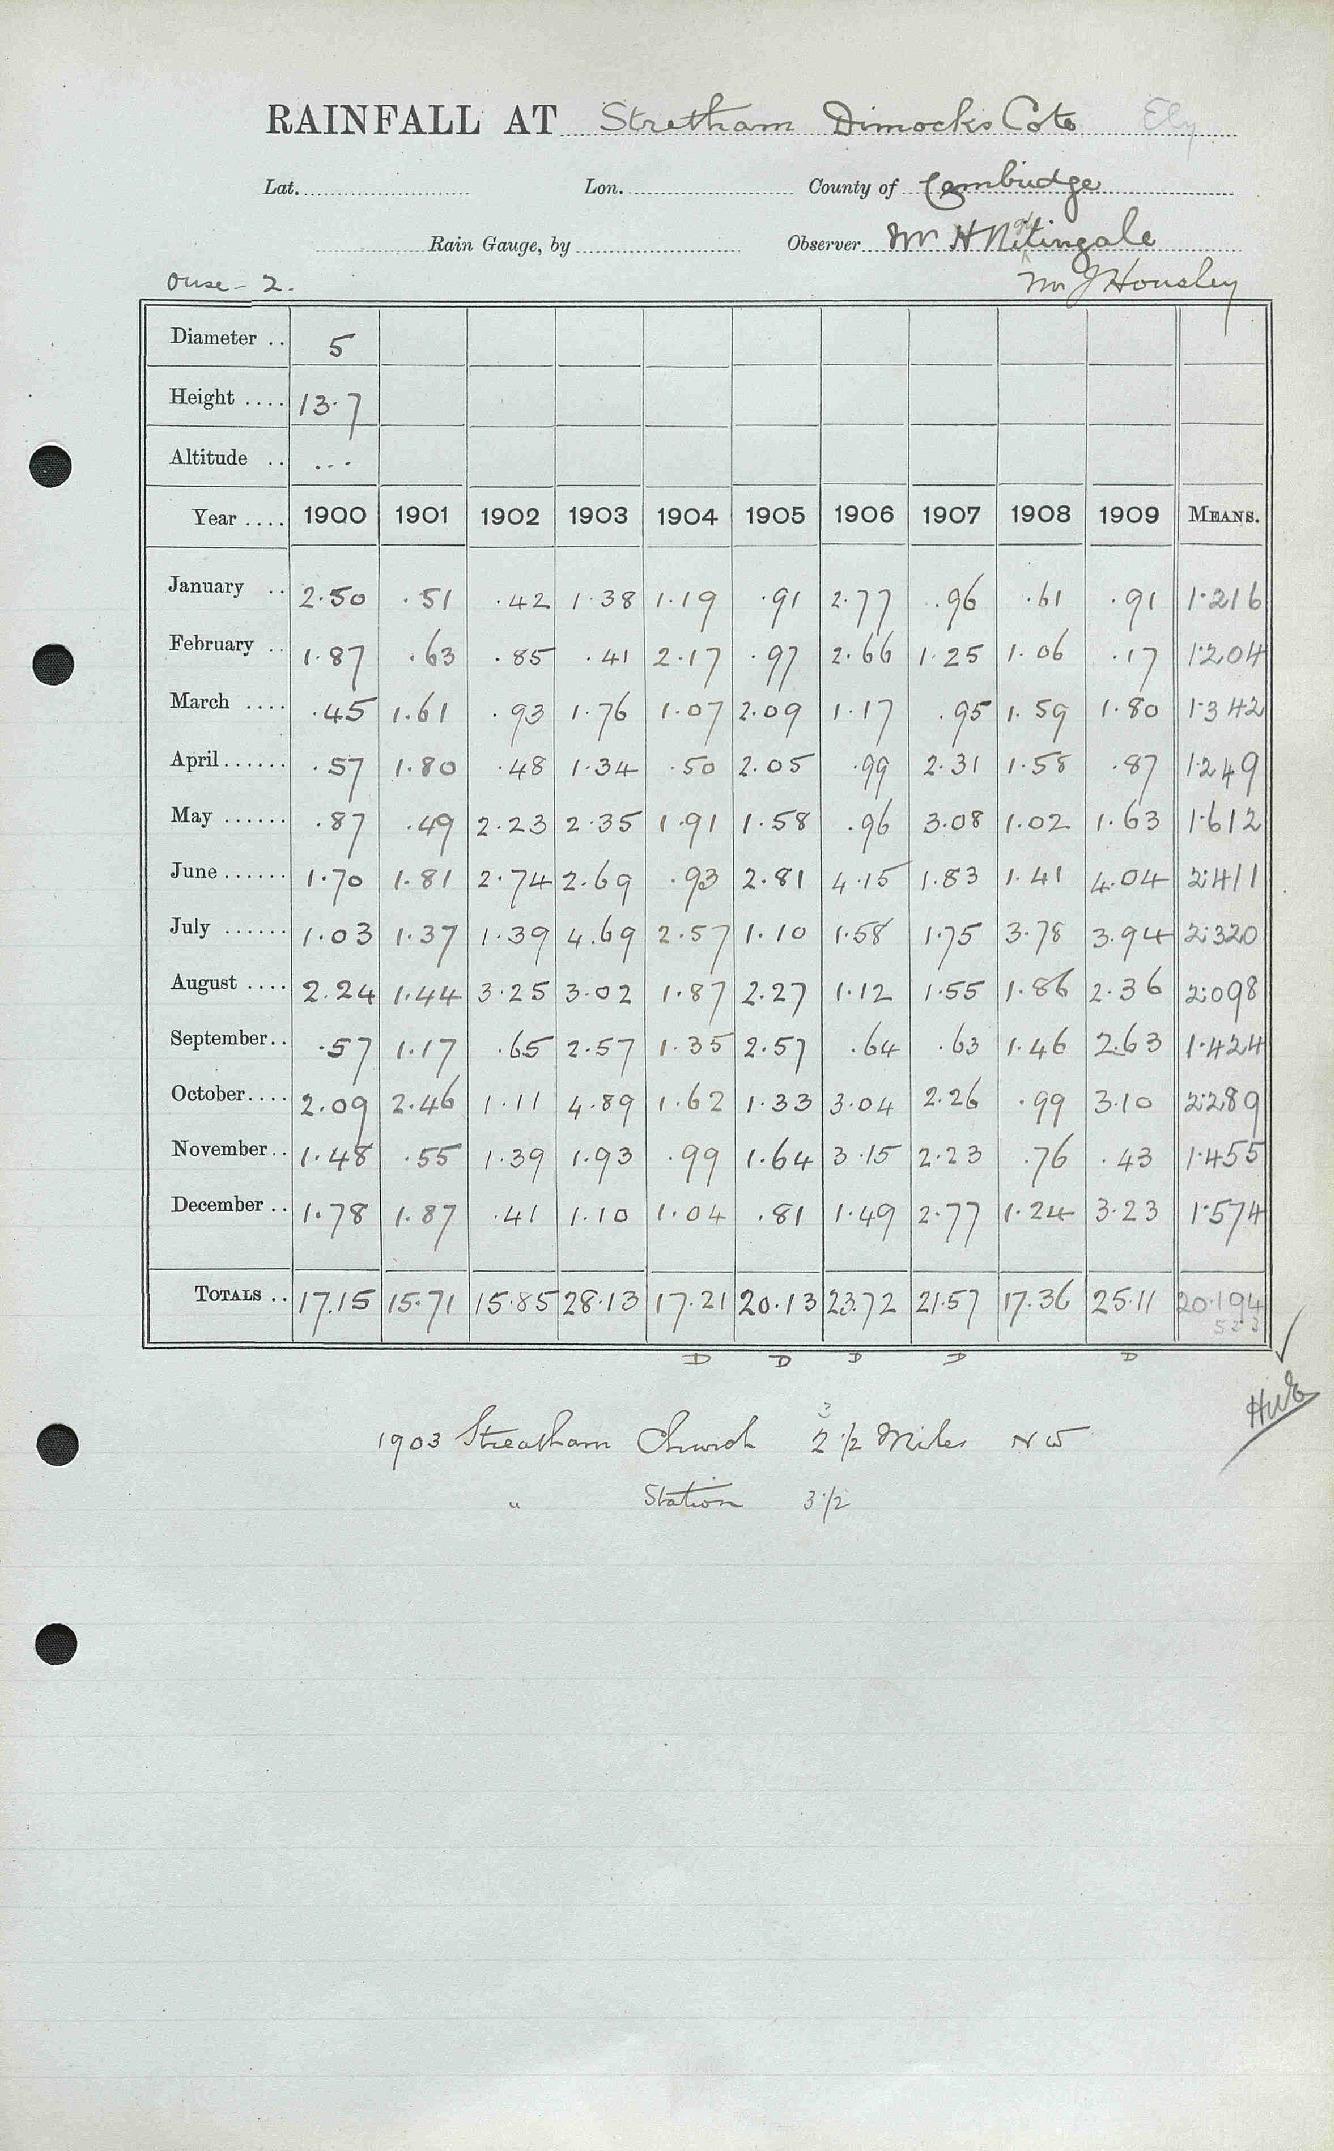 RAINFALL AT Stretham Dimocks Cote Ely
Lat. Lon. County of Cambridge
Rain Gauge, by Observer Mr H Nitingale
gh
Ouse - 2. Mr J Housley
Diameter .. 5
Height .... 13.7
Altitude .. ...
Year .... 1900 1901 1902 1903 1904 1905 1906 1907 1908 1909 MEANS.
January .. 2.50 .51 .42 1.38 1.19 .91 2.77 .96 .61 .91 1.216
February .. 1.87 .63 .85 .41 2.17 .97 2.66 1.25 1.06 .17 1.204
March .... .45 1.61 .93 1.76 1.07 2.09 1.17 .95 1.59 1.80 1.342
April...... .57 1.80 .48 1.34 .50 2.05 .99 2.31 1.58 .87 1.249
May ...... .87 .49 2.23 2.35 1.91 1.58 .96 3.08 1.02 1.63 1.612
June...... 1.70 1.81 2.74 2.69 .93 2.81 4.15 1.83 1.41 4.04 2.411
July ...... 1.03 1.37 1.39 4.69 2.57 1.10 1.58 1.75 3.78 3.94 2.320
August .... 2.24 1.44 3.25 3.02 1.87 2.27 1.12 1.55 1.86 2.36 2.098
September.. .57 1.17 .65 2.57 1.35 2.57 .64 .63 1.46 2.63 1.424
October.... 2.09 2.46 1.11 4.89 1.62 1.33 3.04 2.26 .99 3.10 2.289
November.. 1.48 .55 1.39 1.93 .99 1.64 3.15 2.23 .76 .43 1.455
December .. 1.78 1.87 .41 1.10 1.04 .81 1.49 2.77 1.24 3.23 1.574
TOTALS .. 17.15 15.71 15.85 28.13 17.21 20.13 23.72 21.57 17.36 25.11 20.194
D D D D D
3
1903 Streatham Church 2 1/2 Miles NW
" Station 3 1/2